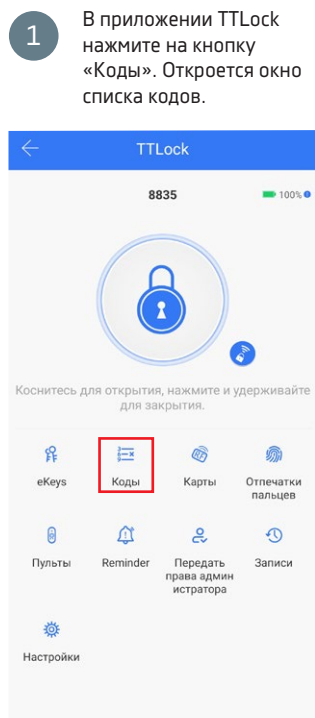 1
В приложении TTLock
нажмите на кнопку
«Коды». Откроется окно
списка кодов.
TTLock
8835
100%
Коснитесь для открытия, нажмите и удерживайте
для закрытия.
eKeys
Коды
Карты
Отпечатки
пальцев
Пульты
Reminder
Передать
права админ
истратора
Записи
Настройки